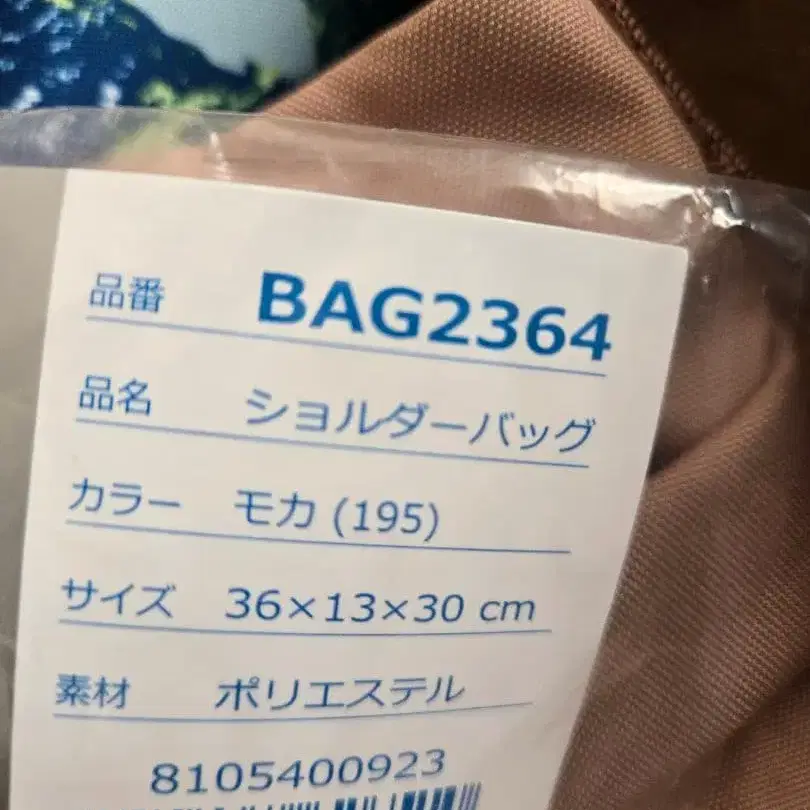 品番 BAG2364
品名 ショルダーバッグ
カラー モカ (195)
サイズ 36×13×30 cm
素材 ポリエステル
8105400923